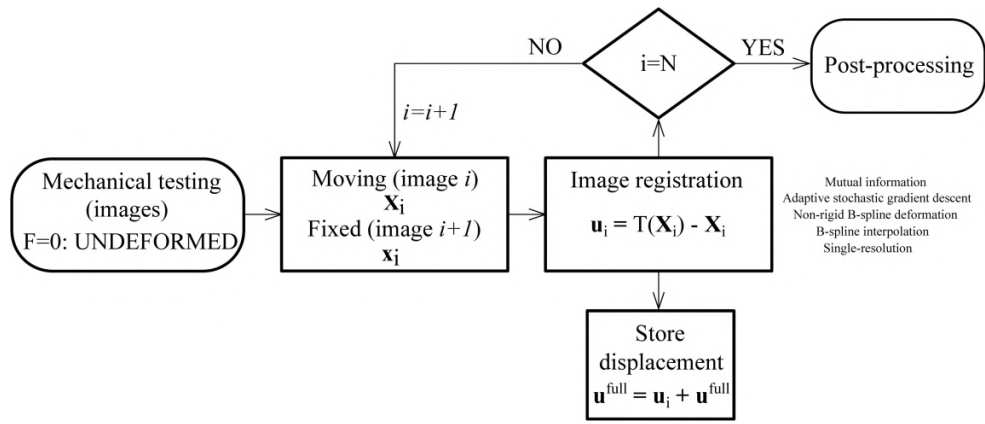 NO
i=N
YES
Post-processing
i=i+1
Mechanical testing
(images)
F=0: UNDEFORMED
Moving (image i)
Xi
Fixed (image i+1)
xi
Image registration
ui = T(Xi) - Xi
Mutual information
Adaptive stochastic gradient descent
Non-rigid B-spline deformation
B-spline interpolation
Single-resolution
Store
displacement
u^full = ui + u^full